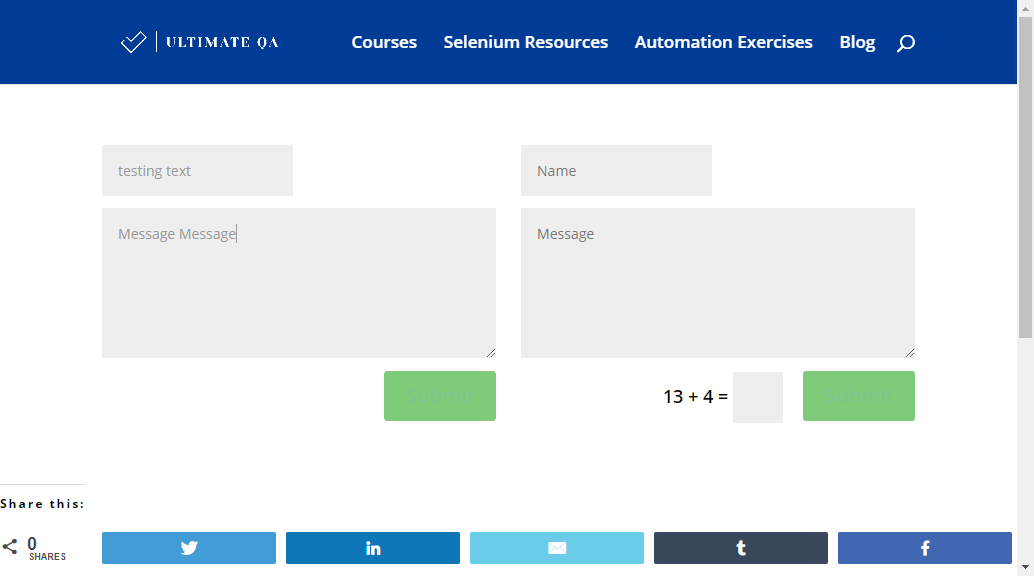 ULTIMATE QA
Courses Selenium Resources Automation Exercises Blog
testing text
Message Message
Submit
Name
Message
13 + 4 =
Submit
Share this:
0
SHARES